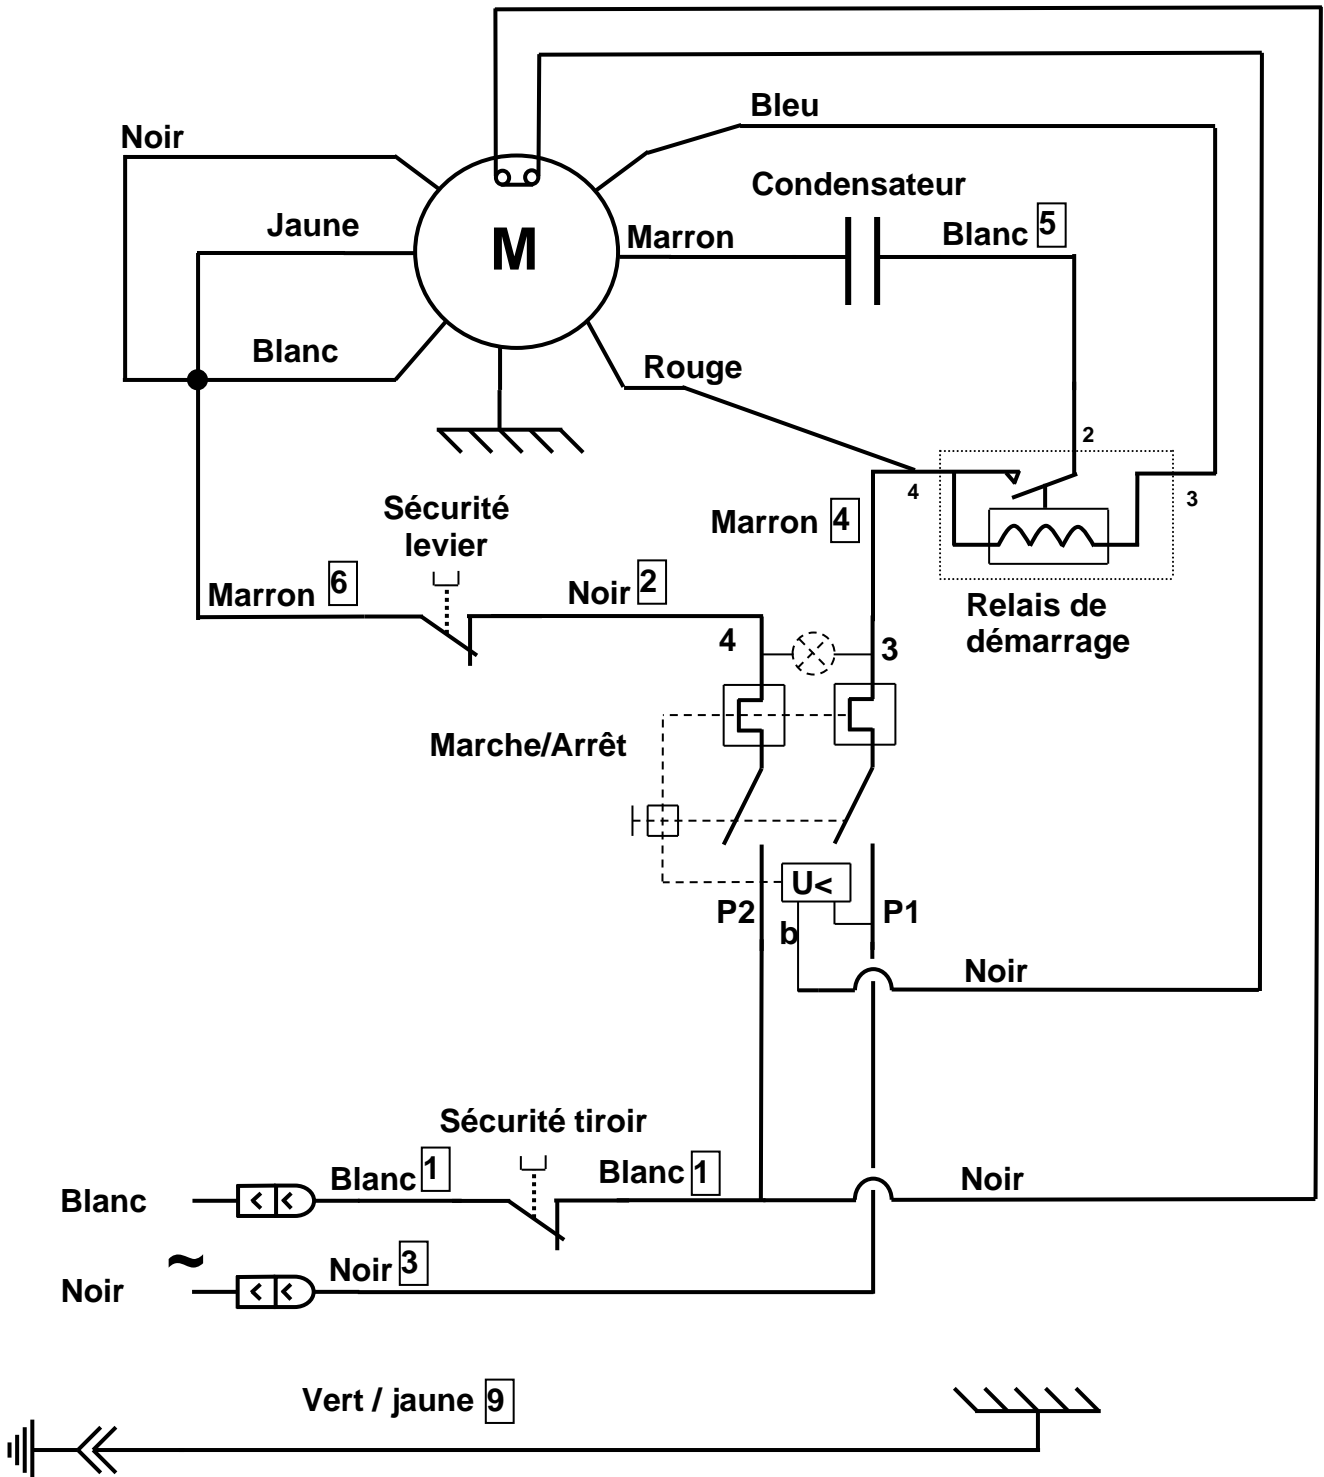 Bleu
Noir
Condensateur
Jaune
Marron
Blanc 5
M
Blanc
Rouge
2
4
3
Sécurité
levier
Marron 4
Marron 6
Noir 2
Relais de
démarrage
4
3
Marche/Arrêt
U<
P2
P1
b
Noir
Sécurité tiroir
Blanc 1
Blanc 1
Noir
Blanc
~
Noir 3
Noir
Vert / jaune 9